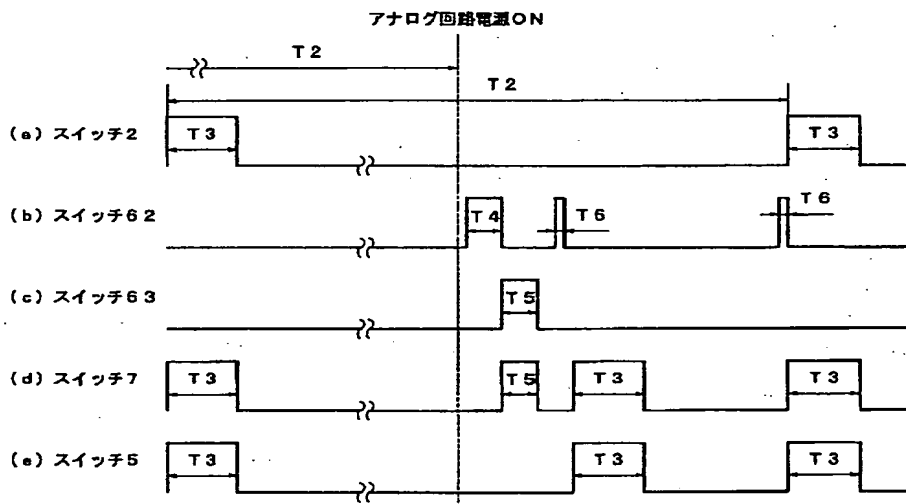 アナログ回路電源ON
T2
T2
(a) スイッチ2
T3
T3
(b) スイッチ62
T4
T6
T6
(c) スイッチ63
T5
(d) スイッチ7
T3
T5
T3
T3
(e) スイッチ5
T3
T3
T3